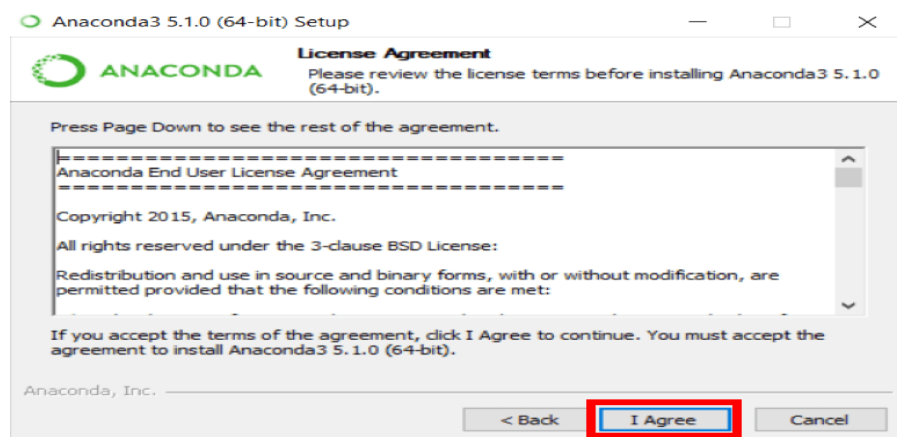 Anaconda3 5.1.0 (64-bit) Setup
ANACONDA
License Agreement
Please review the license terms before installing Anaconda3 5.1.0
(64-bit).
Press Page Down to see the rest of the agreement.
=====================================
Anaconda End User License Agreement
=====================================
Copyright 2015, Anaconda, Inc.
All rights reserved under the 3-clause BSD License:
Redistribution and use in source and binary forms, with or without modification, are
permitted provided that the following conditions are met:
If you accept the terms of the agreement, click I Agree to continue. You must accept the
agreement to install Anaconda3 5.1.0 (64-bit).
Anaconda, Inc.
< Back
I Agree
Cancel